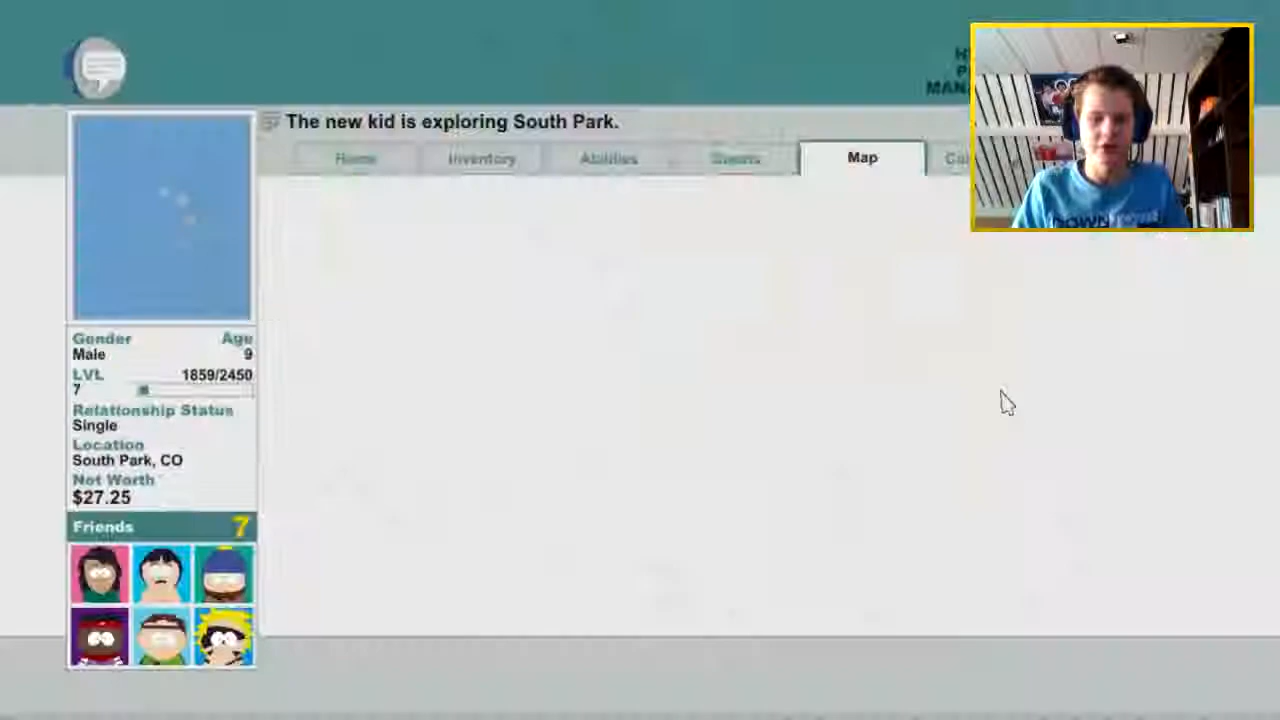 The new kid is exploring South Park.
Home
Inventory
Abilities
Quests
Map
Gender Age
Male 9
LVL 1859/2450
7
Relationship Status
Single
Location
South Park, CO
Net Worth
$27.25
Friends 7